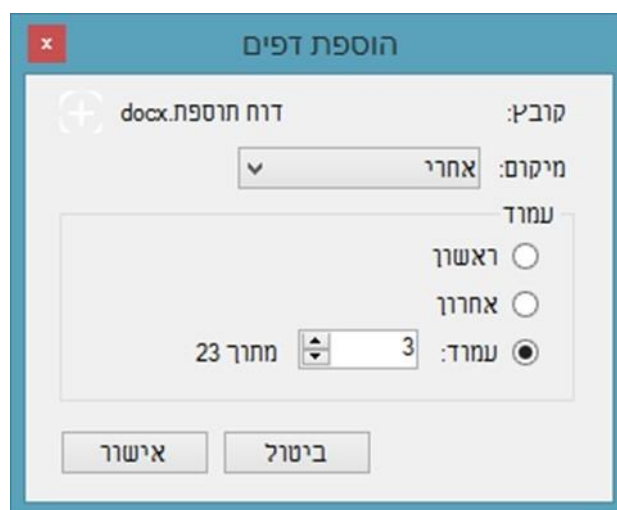 הוספת דפים
קובץ: דוח תוספת.docx
מיקום: אחרי
עמוד
ראשון
אחרון
עמוד: 3 מתוך 23
ביטול אישור